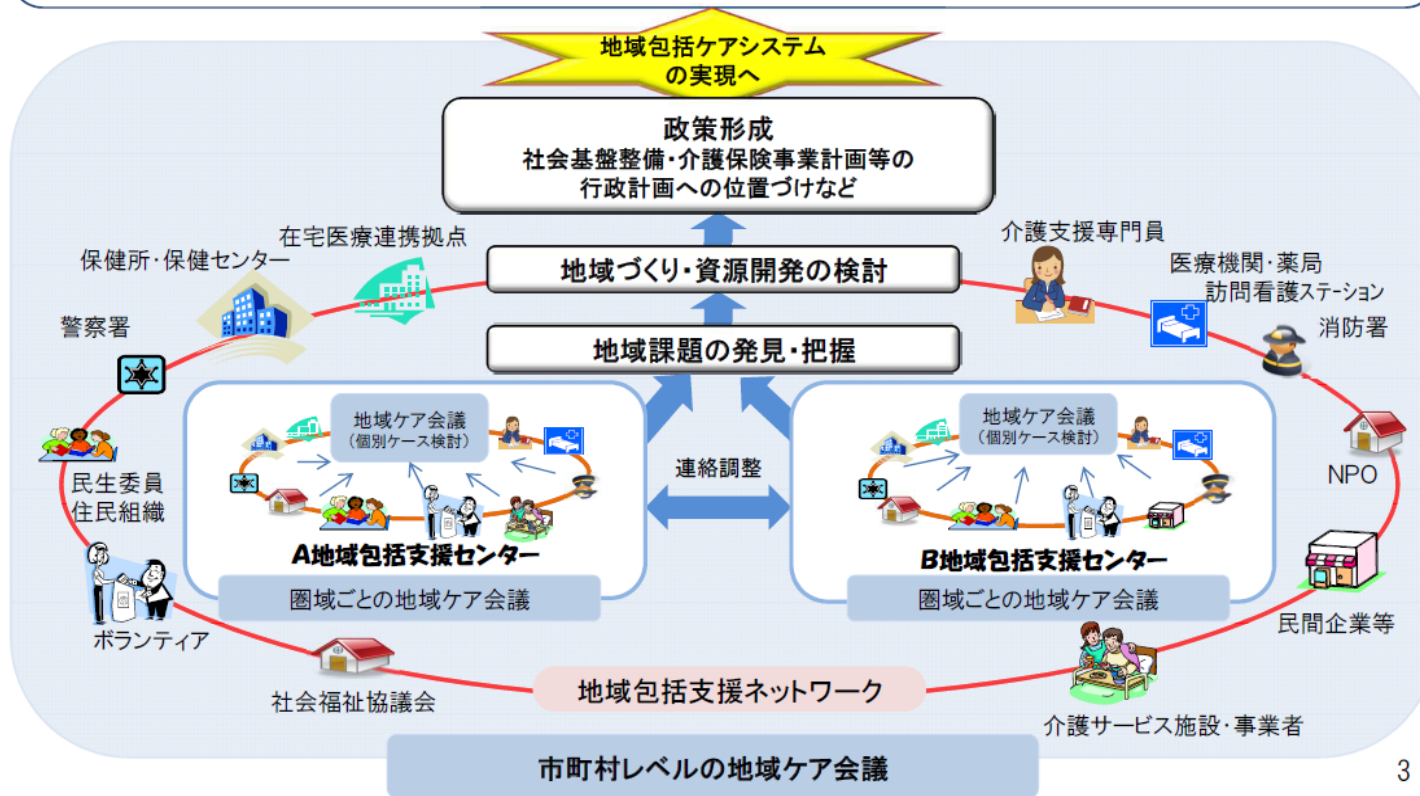 地域包括ケアシステム
の実現へ
政策形成
社会基盤整備・介護保険事業計画等の
行政計画への位置づけなど
在宅医療連携拠点
保健所・保健センター
地域づくり・資源開発の検討
介護支援専門員
医療機関・薬局
訪問看護ステーション
警察署
消防署
地域課題の発見・把握
地域ケア会議
(個別ケース検討)
地域ケア会議
(個別ケース検討)
連絡調整
民生委員
住民組織
NPO
A地域包括支援センター
B地域包括支援センター
圏域ごとの地域ケア会議
圏域ごとの地域ケア会議
ボランティア
民間企業等
社会福祉協議会
地域包括支援ネットワーク
介護サービス施設・事業者
市町村レベルの地域ケア会議
3